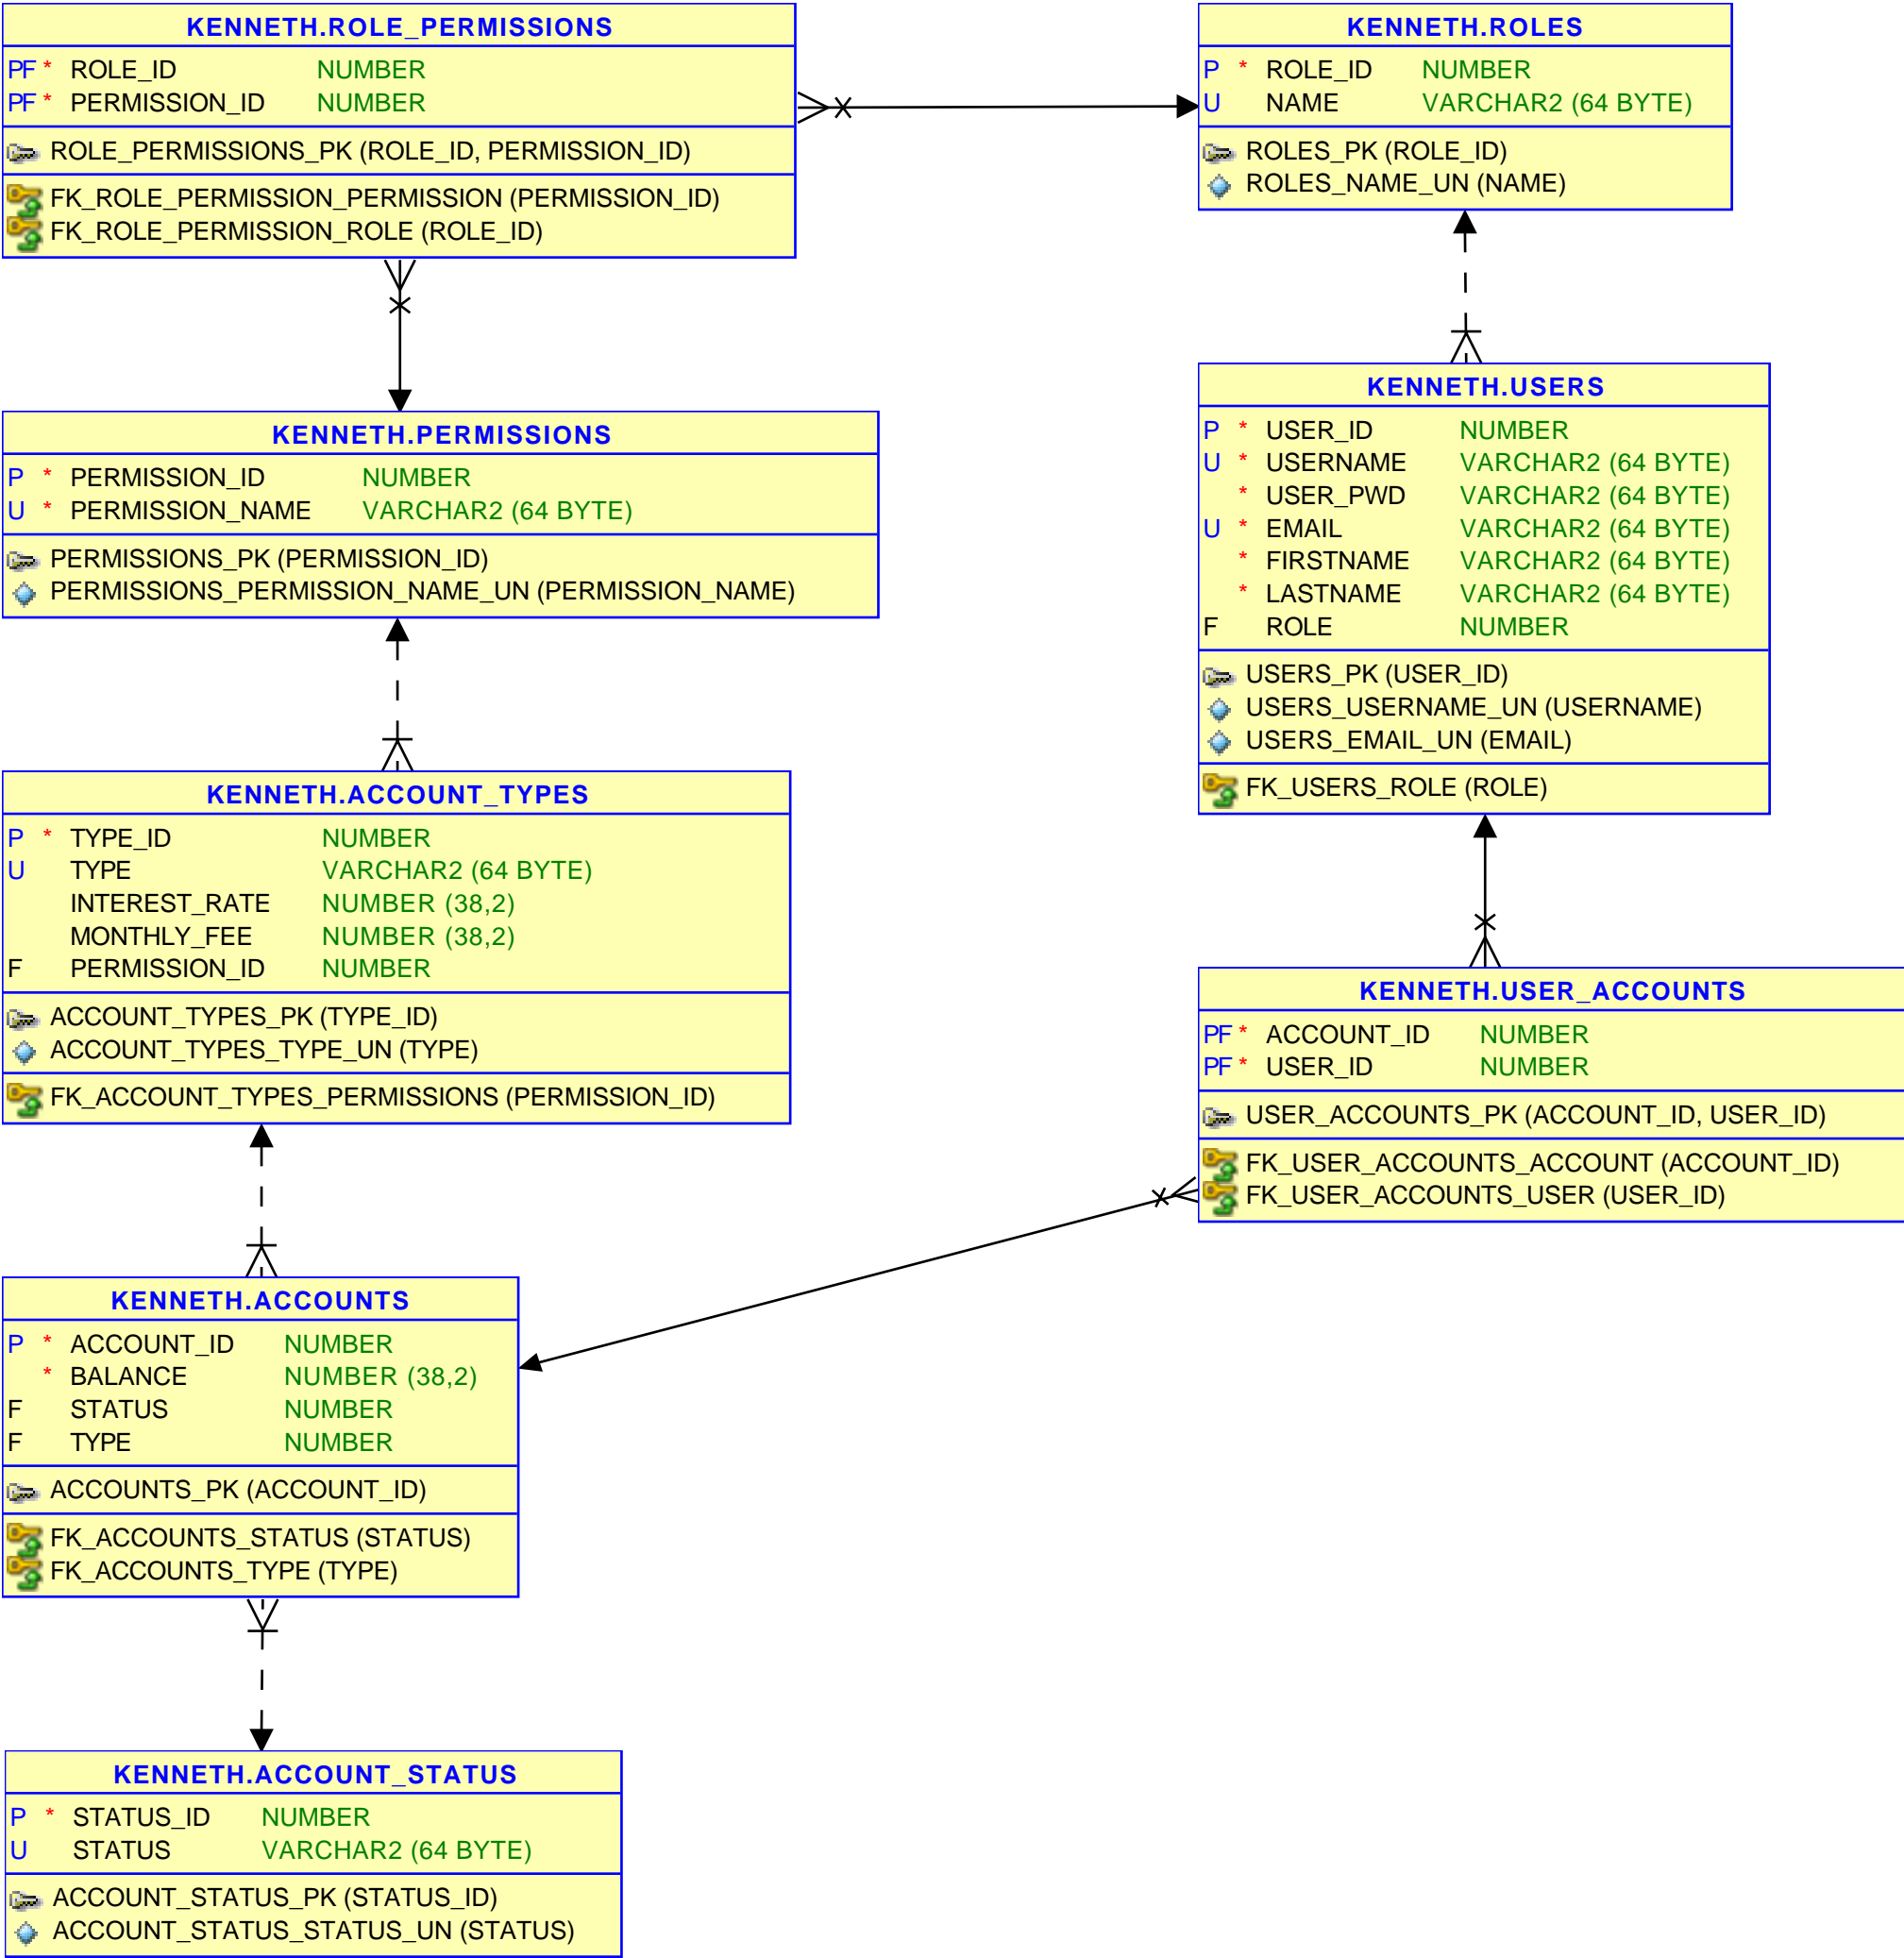 KENNETH.ROLE_PERMISSIONS
PF * ROLE_ID NUMBER
PF * PERMISSION_ID NUMBER
ROLE_PERMISSIONS_PK (ROLE_ID, PERMISSION_ID)
FK_ROLE_PERMISSION_PERMISSION (PERMISSION_ID)
FK_ROLE_PERMISSION_ROLE (ROLE_ID)
KENNETH.ROLES
P * ROLE_ID NUMBER
U NAME VARCHAR2 (64 BYTE)
ROLES_PK (ROLE_ID)
ROLES_NAME_UN (NAME)
KENNETH.PERMISSIONS
P * PERMISSION_ID NUMBER
U * PERMISSION_NAME VARCHAR2 (64 BYTE)
PERMISSIONS_PK (PERMISSION_ID)
PERMISSIONS_PERMISSION_NAME_UN (PERMISSION_NAME)
KENNETH.USERS
P * USER_ID NUMBER
U * USERNAME VARCHAR2 (64 BYTE)
* USER_PWD VARCHAR2 (64 BYTE)
U * EMAIL VARCHAR2 (64 BYTE)
* FIRSTNAME VARCHAR2 (64 BYTE)
* LASTNAME VARCHAR2 (64 BYTE)
F ROLE NUMBER
USERS_PK (USER_ID)
USERS_USERNAME_UN (USERNAME)
USERS_EMAIL_UN (EMAIL)
FK_USERS_ROLE (ROLE)
KENNETH.ACCOUNT_TYPES
P * TYPE_ID NUMBER
U TYPE VARCHAR2 (64 BYTE)
INTEREST_RATE NUMBER (38,2)
MONTHLY_FEE NUMBER (38,2)
F PERMISSION_ID NUMBER
ACCOUNT_TYPES_PK (TYPE_ID)
ACCOUNT_TYPES_TYPE_UN (TYPE)
FK_ACCOUNT_TYPES_PERMISSIONS (PERMISSION_ID)
KENNETH.USER_ACCOUNTS
PF * ACCOUNT_ID NUMBER
PF * USER_ID NUMBER
USER_ACCOUNTS_PK (ACCOUNT_ID, USER_ID)
FK_USER_ACCOUNTS_ACCOUNT (ACCOUNT_ID)
FK_USER_ACCOUNTS_USER (USER_ID)
KENNETH.ACCOUNTS
P * ACCOUNT_ID NUMBER
* BALANCE NUMBER (38,2)
F STATUS NUMBER
F TYPE NUMBER
ACCOUNTS_PK (ACCOUNT_ID)
FK_ACCOUNTS_STATUS (STATUS)
FK_ACCOUNTS_TYPE (TYPE)
KENNETH.ACCOUNT_STATUS
P * STATUS_ID NUMBER
U STATUS VARCHAR2 (64 BYTE)
ACCOUNT_STATUS_PK (STATUS_ID)
ACCOUNT_STATUS_STATUS_UN (STATUS)